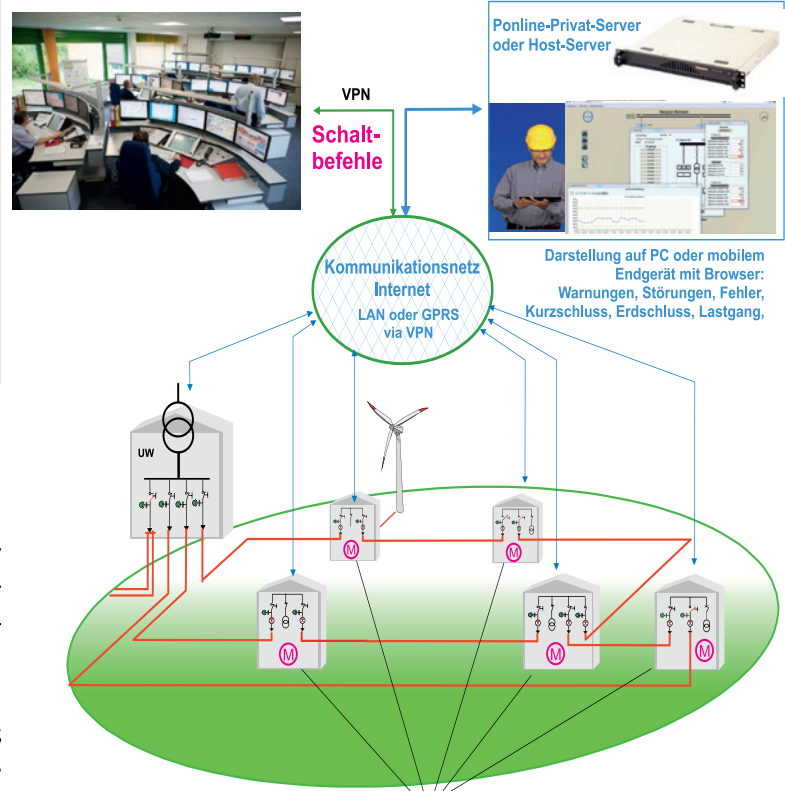 Ponline-Privat-Server
oder Host-Server
VPN
Schalt-
befehle
Darstellung auf PC oder mobilem
Endgerät mit Browser:
Warnungen, Störungen, Fehler,
Kurzschluss, Erdschluss, Lastgang,
Kommunikationsnetz
Internet
LAN oder GPRS
via VPN
UW
M
M
M
M
M